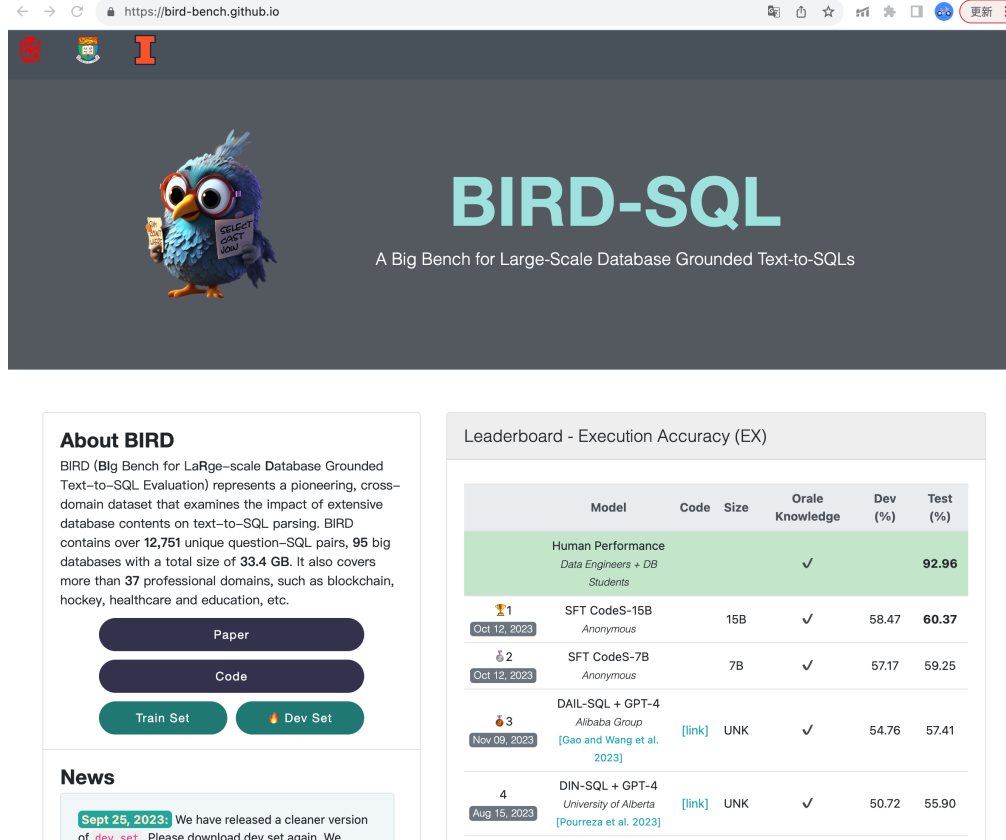 https://bird-bench.github.io
更新
SELECT
CAST
JOIN
BIRD-SQL
A Big Bench for Large-Scale Database Grounded Text-to-SQLs
About BIRD
BIRD (BIg Bench for LaRge-scale Database Grounded
Text-to-SQL Evaluation) represents a pioneering, cross-
domain dataset that examines the impact of extensive
database contents on text-to-SQL parsing. BIRD
contains over 12,751 unique question-SQL pairs, 95 big
databases with a total size of 33.4 GB. It also covers
more than 37 professional domains, such as blockchain,
hockey, healthcare and education, etc.
Paper
Code
Train Set
🔥 Dev Set
News
Sept 25, 2023: We have released a cleaner version
of dev set. Please download dev set again. We
Leaderboard - Execution Accuracy (EX)
Model Code Size Orale Knowledge Dev (%) Test (%)
Human Performance
Data Engineers + DB
Students
✔ 92.96
🏆1 SFT CodeS-15B
Oct 12, 2023 Anonymous
15B ✔ 58.47 60.37
🥈2 SFT CodeS-7B
Oct 12, 2023 Anonymous
7B ✔ 57.17 59.25
🥉3 DAIL-SQL + GPT-4
Nov 09, 2023 Alibaba Group
[Gao and Wang et al.
2023]
[link] UNK ✔ 54.76 57.41
4 DIN-SQL + GPT-4
Aug 15, 2023 University of Alberta
[Pourreza et al. 2023]
[link] UNK ✔ 50.72 55.90